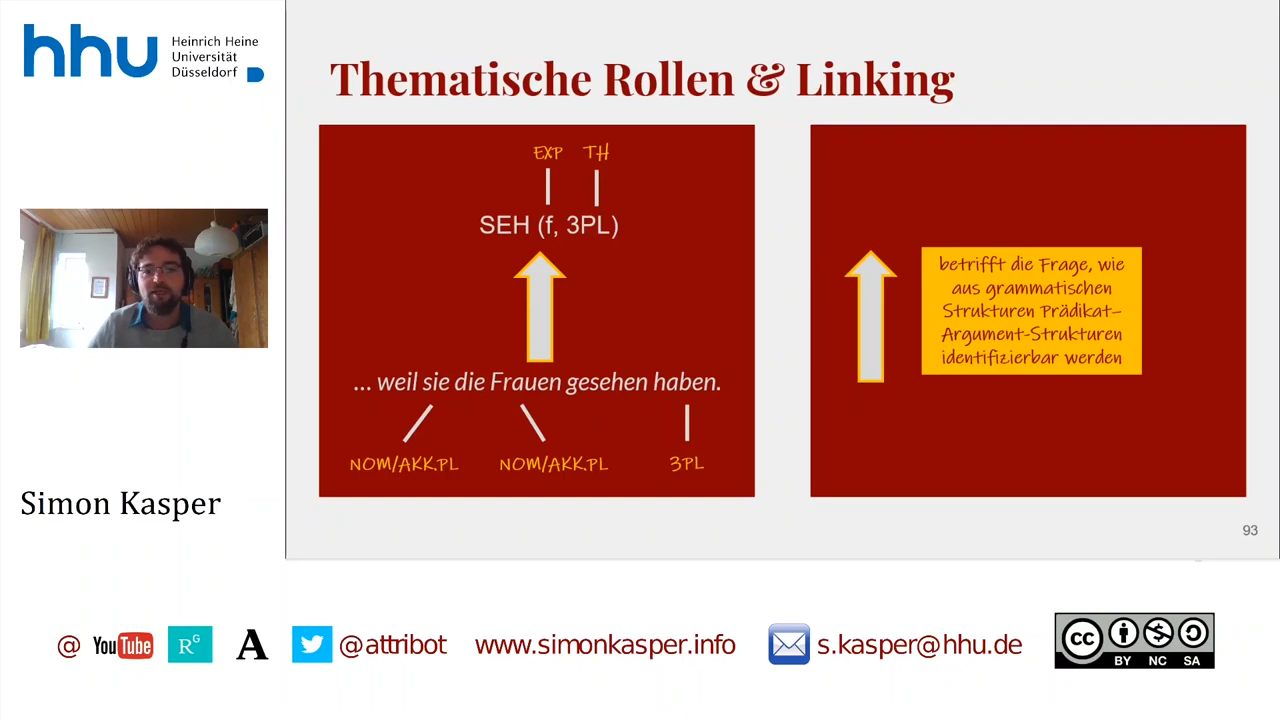 hhu
Heinrich Heine
Universität
Düsseldorf
Thematische Rollen & Linking
EXP TH
SEH (f, 3PL)
... weil sie die Frauen gesehen haben.
NOM/AKK.PL NOM/AKK.PL 3PL
betrifft die Frage, wie
aus grammatischen
Strukturen Prädikat-
Argument-Strukturen
identifizierbar werden
93
Simon Kasper
@ YouTube RG A @attribot www.simonkasper.info s.kasper@hhu.de
cc BY NC SA